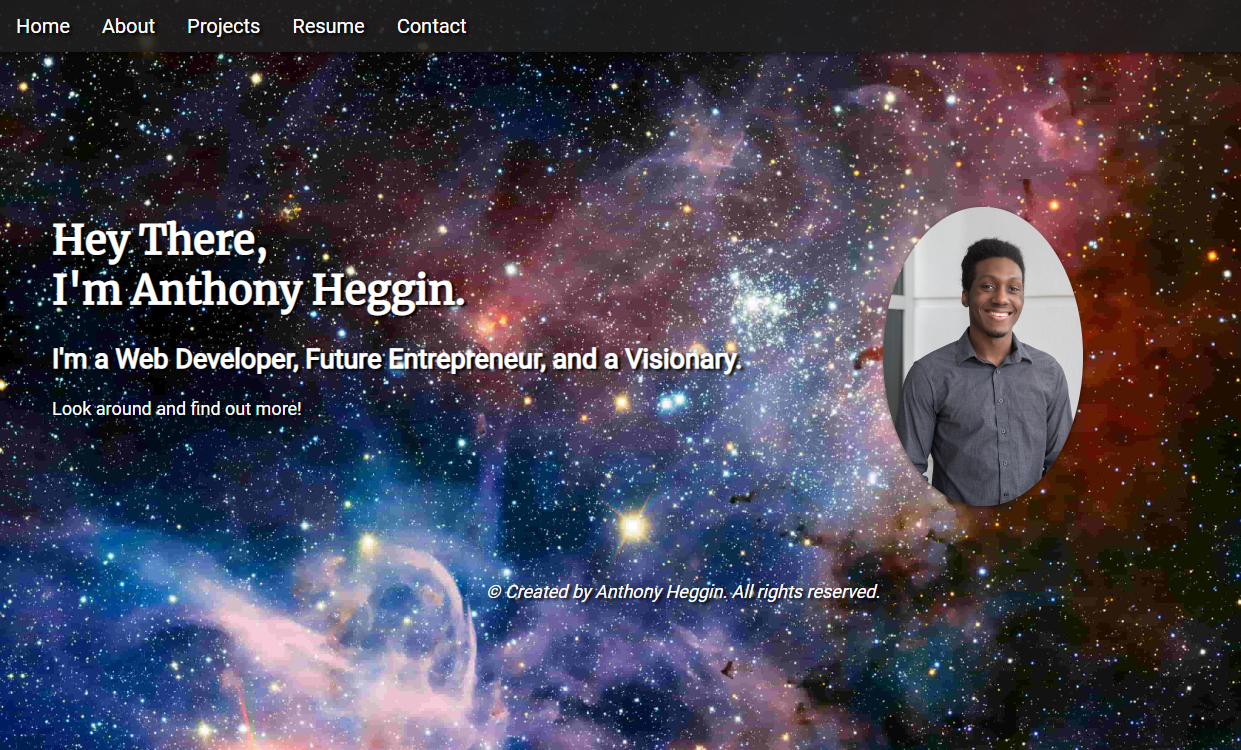 Home About Projects Resume Contact
Hey There,
I'm Anthony Heggin.
I'm a Web Developer, Future Entrepreneur, and a Visionary.
Look around and find out more!
© Created by Anthony Heggin. All rights reserved.